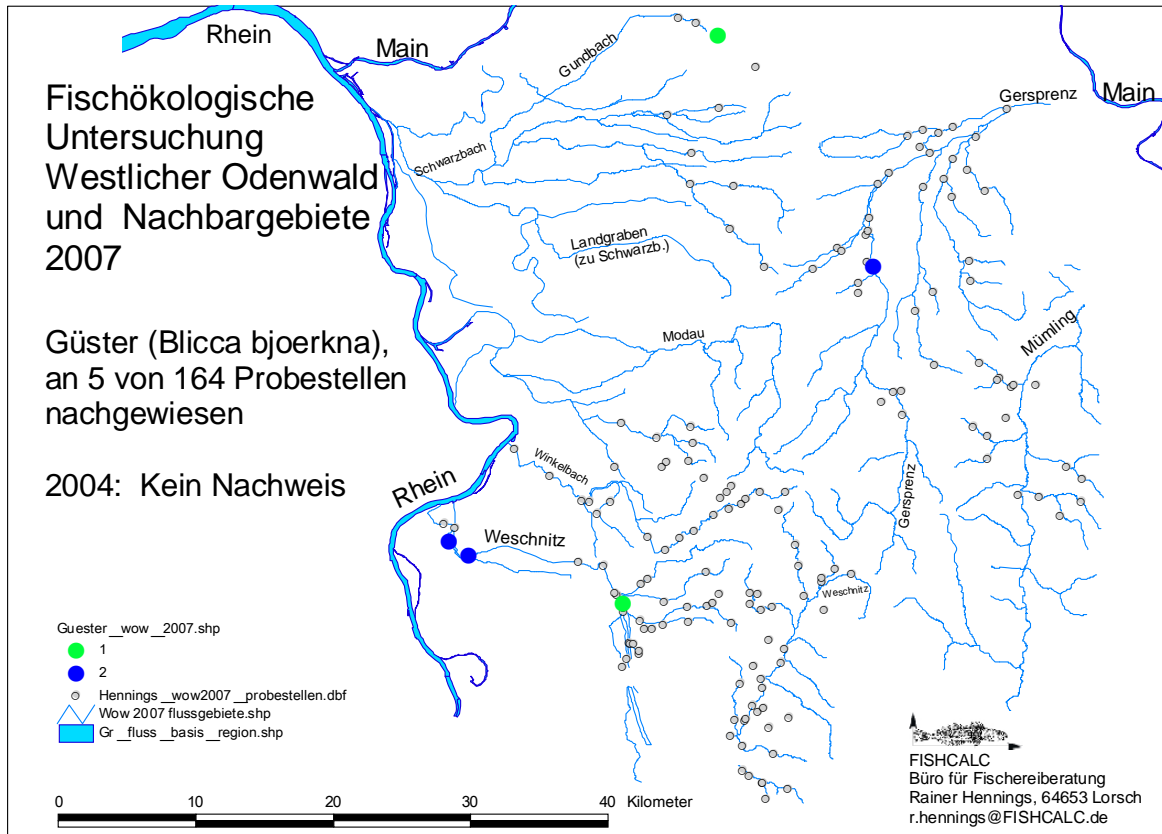 Rhein
Main
Gundbach
Gersprenz
Main
Fischökologische
Untersuchung
Westlicher Odenwald
und Nachbargebiete
2007
Schwarzbach
Landgraben
(zu Schwarzb.)
Güster (Blicca bjoerkna),
an 5 von 164 Probestellen
nachgewiesen
Modau
Mümling
2004: Kein Nachweis
Winkelbach
Rhein
Gersprenz
Weschnitz
Weschnitz
Guester__wow__2007.shp
1
2
Hennings__wow2007__probestellen.dbf
Wow 2007 flussgebiete.shp
Gr__fluss__basis__region.shp
0 10 20 30 40 Kilometer
FISHCALC
Büro für Fischereiberatung
Rainer Hennings, 64653 Lorsch
r.hennings@FISHCALC.de